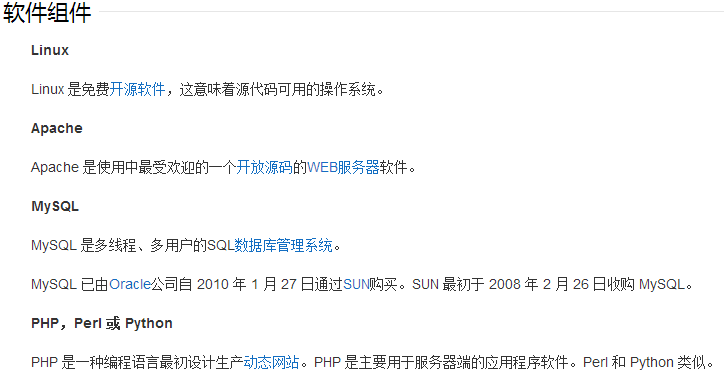 软件组件
Linux
Linux 是免费开源软件，这意味着源代码可用的操作系统。
Apache
Apache 是使用中最受欢迎的一个开放源码的WEB服务器软件。
MySQL
MySQL 是多线程、多用户的SQL数据库管理系统。
MySQL 已由Oracle公司自 2010 年 1 月 27 日通过SUN购买。SUN 最初于 2008 年 2 月 26 日收购 MySQL。
PHP，Perl 或 Python
PHP 是一种编程语言最初设计生产动态网站。PHP 是主要用于服务器端的应用程序软件。Perl 和 Python 类似。